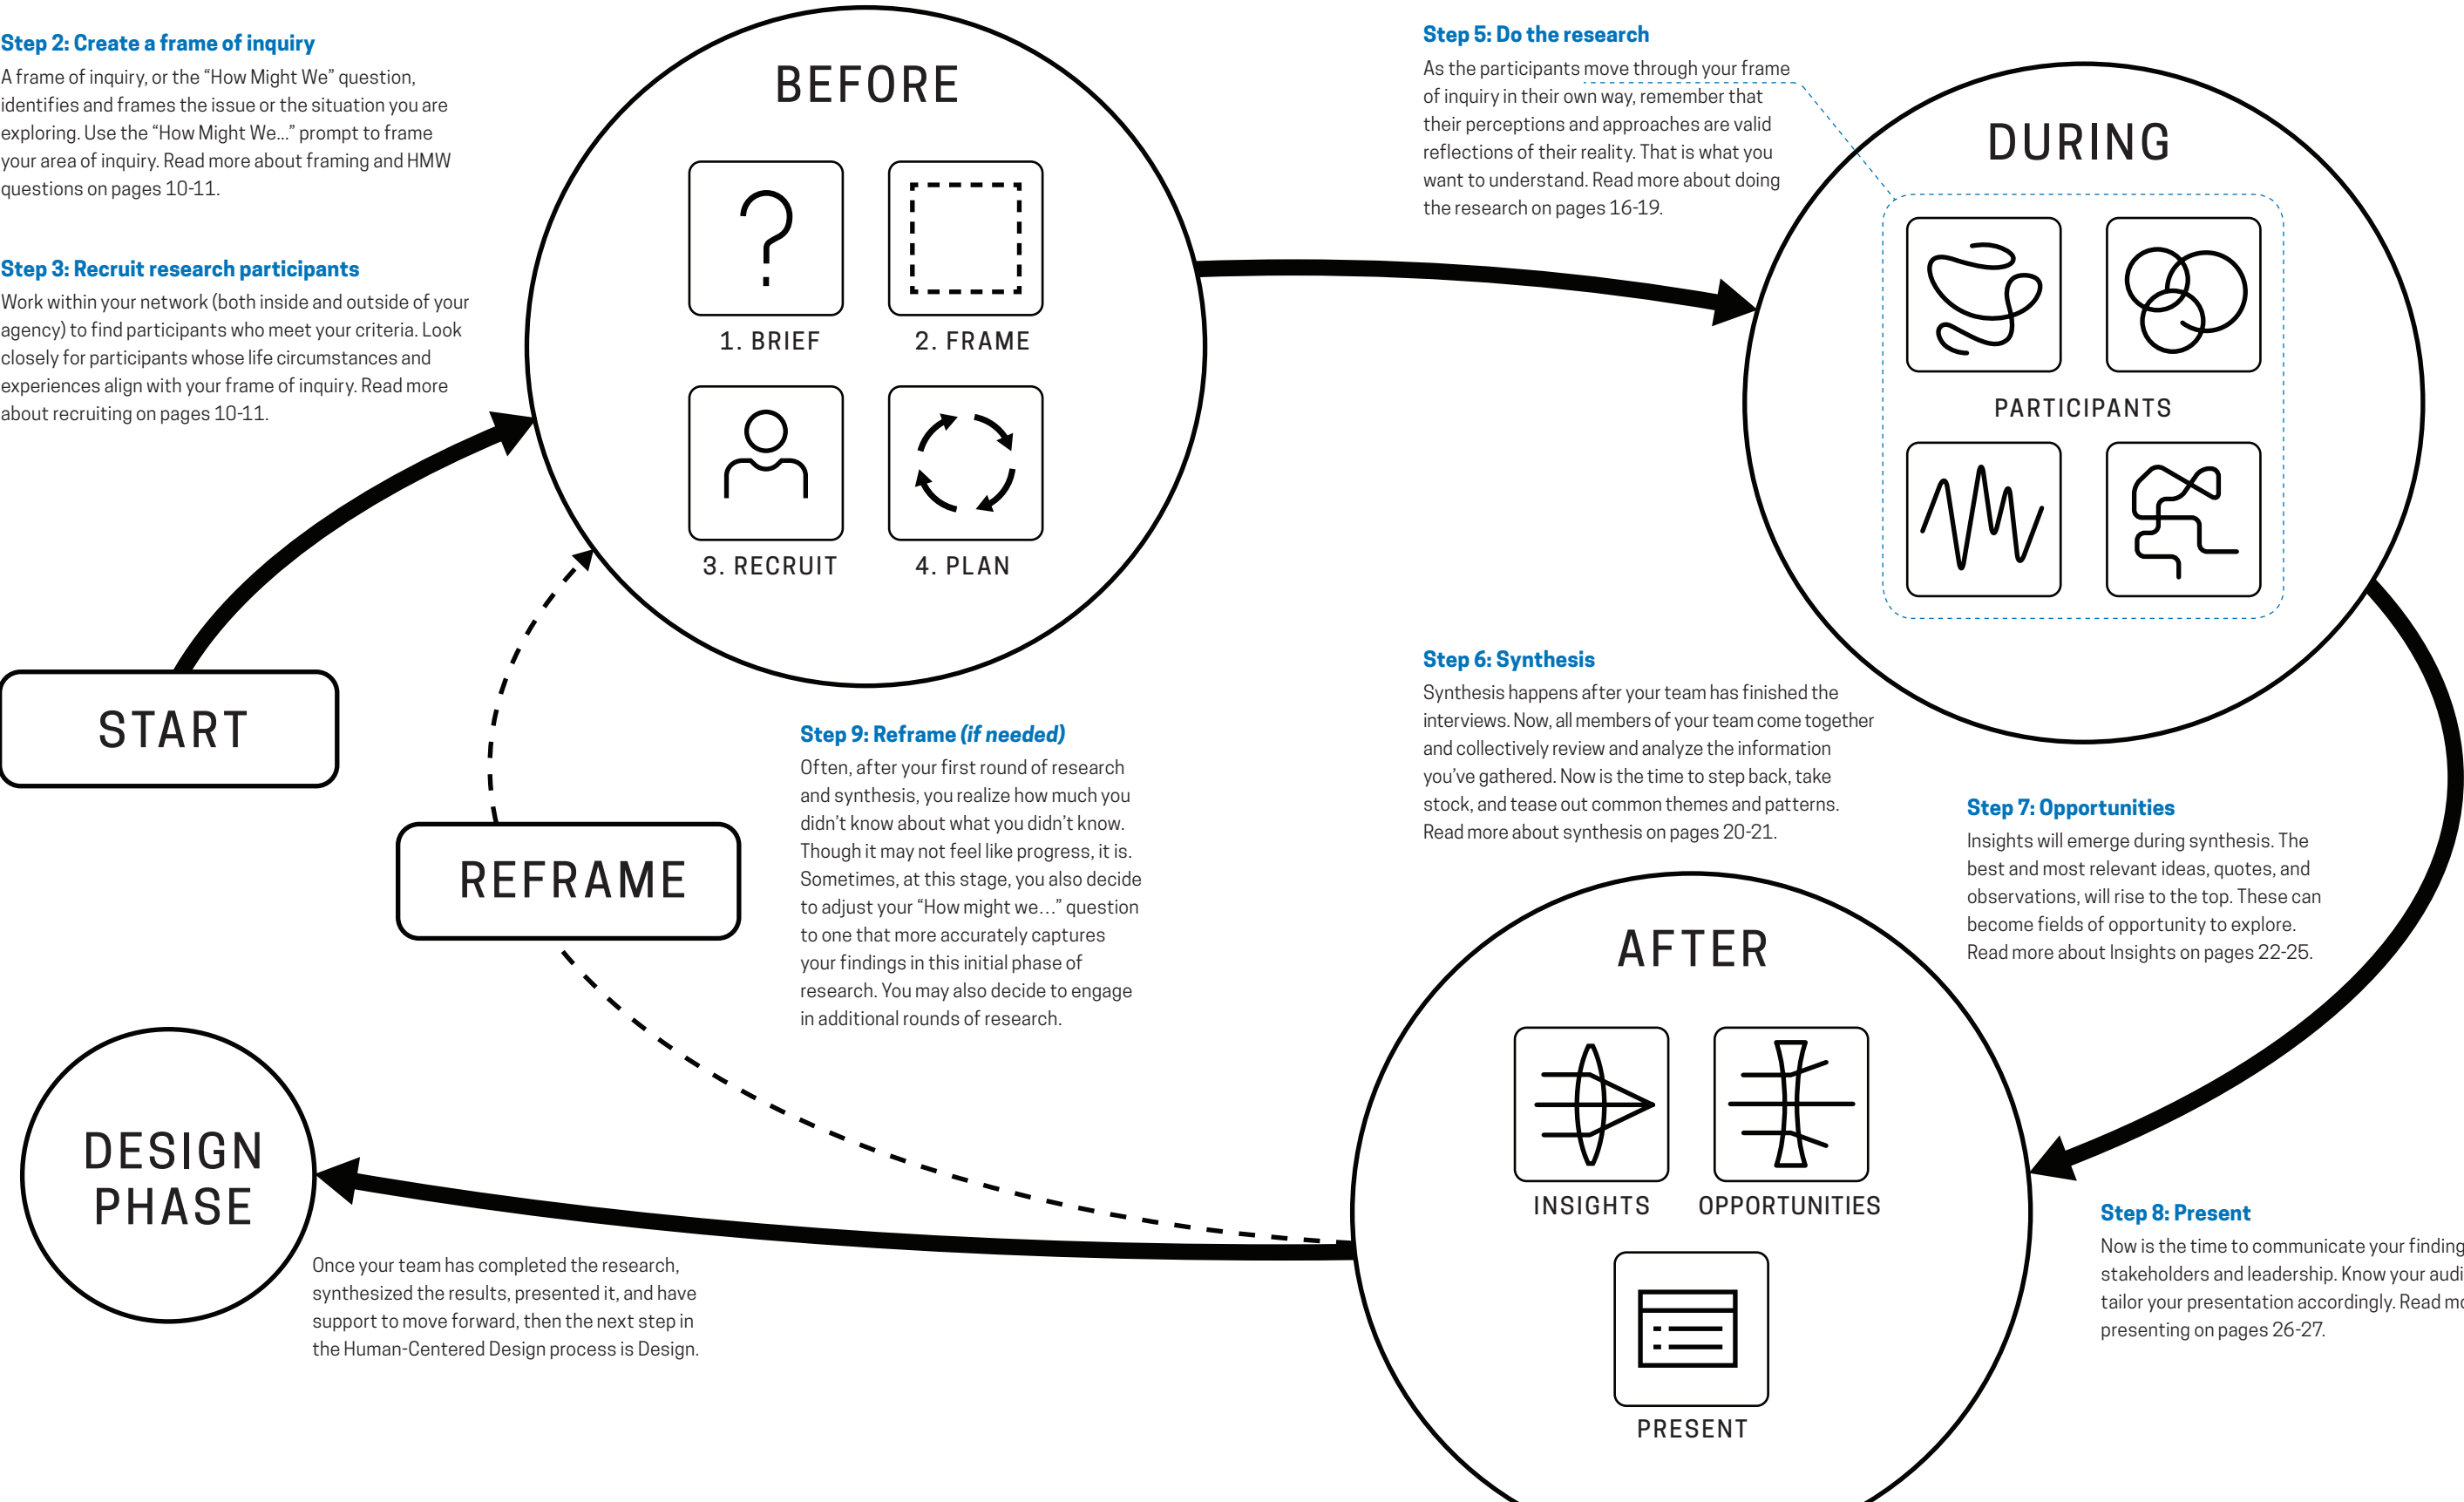 Step 2: Create a frame of inquiry
A frame of inquiry, or the “How Might We” question,
identifies and frames the issue or the situation you are
exploring. Use the “How Might We...” prompt to frame
your area of inquiry. Read more about framing and HMW
questions on pages 10-11.
Step 3: Recruit research participants
Work within your network (both inside and outside of your
agency) to find participants who meet your criteria. Look
closely for participants whose life circumstances and
experiences align with your frame of inquiry. Read more
about recruiting on pages 10-11.
START
BEFORE
1. BRIEF
2. FRAME
3. RECRUIT
4. PLAN
Step 5: Do the research
As the participants move through your frame
of inquiry in their own way, remember that
their perceptions and approaches are valid
reflections of their reality. That is what you
want to understand. Read more about doing
the research on pages 16-19.
DURING
PARTICIPANTS
Step 6: Synthesis
Synthesis happens after your team has finished the
interviews. Now, all members of your team come together
and collectively review and analyze the information
you’ve gathered. Now is the time to step back, take
stock, and tease out common themes and patterns.
Read more about synthesis on pages 20-21.
Step 7: Opportunities
Insights will emerge during synthesis. The
best and most relevant ideas, quotes, and
observations, will rise to the top. These can
become fields of opportunity to explore.
Read more about Insights on pages 22-25.
AFTER
INSIGHTS
OPPORTUNITIES
PRESENT
Step 8: Present
Now is the time to communicate your finding
stakeholders and leadership. Know your audi
tailor your presentation accordingly. Read mo
presenting on pages 26-27.
Step 9: Reframe (if needed)
Often, after your first round of research
and synthesis, you realize how much you
didn’t know about what you didn’t know.
Though it may not feel like progress, it is.
Sometimes, at this stage, you also decide
to adjust your “How might we…” question
to one that more accurately captures
your findings in this initial phase of
research. You may also decide to engage
in additional rounds of research.
REFRAME
DESIGN
PHASE
Once your team has completed the research,
synthesized the results, presented it, and have
support to move forward, then the next step in
the Human-Centered Design process is Design.